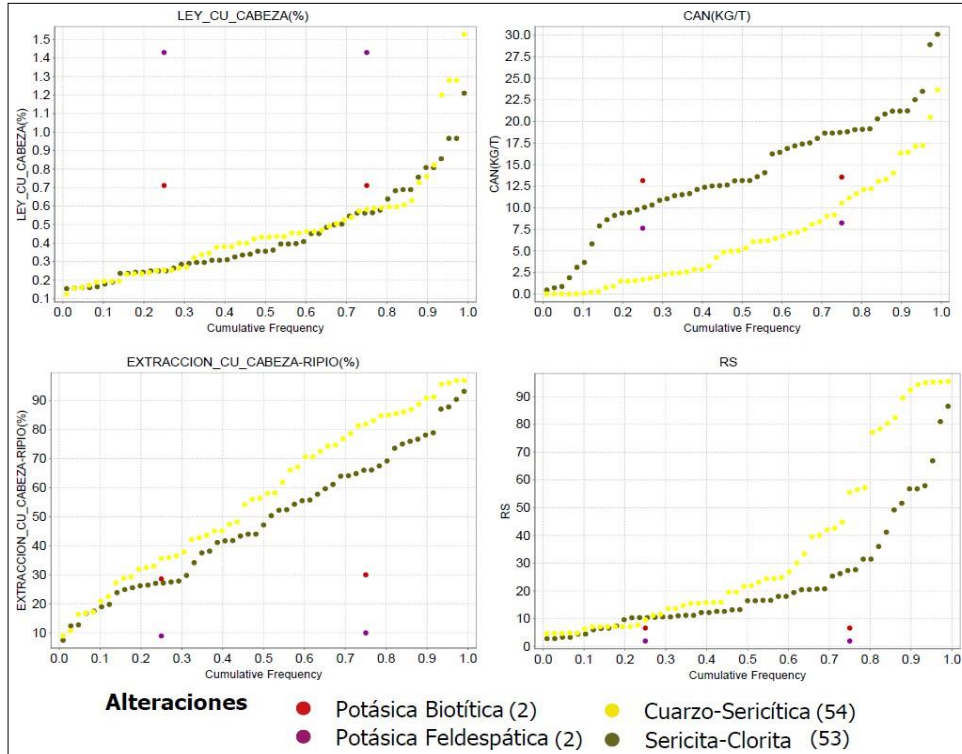 LEY_CU_CABEZA(%)
LEY_CU_CABEZA(%)
1.5
1.4
1.3
1.2
1.1
1.0
0.9
0.8
0.7
0.6
0.5
0.4
0.3
0.2
0.1
0.0 0.1 0.2 0.3 0.4 0.5 0.6 0.7 0.8 0.9 1.0
Cumulative Frequency
CAN(KG/T)
CAN(KG/T)
30.0
27.5
25.0
22.5
20.0
17.5
15.0
12.5
10.0
7.5
5.0
2.5
0.0
0.0 0.1 0.2 0.3 0.4 0.5 0.6 0.7 0.8 0.9 1.0
Cumulative Frequency
EXTRACCION_CU_CABEZA-RIPIO(%)
EXTRACCION_CU_CABEZA-RIPIO(%)
90
80
70
60
50
40
30
20
10
0.0 0.1 0.2 0.3 0.4 0.5 0.6 0.7 0.8 0.9 1.0
Cumulative Frequency
RS
RS
90
80
70
60
50
40
30
20
10
0
0.0 0.1 0.2 0.3 0.4 0.5 0.6 0.7 0.8 0.9 1.0
Cumulative Frequency
Alteraciones
Potásica Biotítica (2)
Potásica Feldespática (2)
Cuarzo-Sericítica (54)
Sericita-Clorita (53)